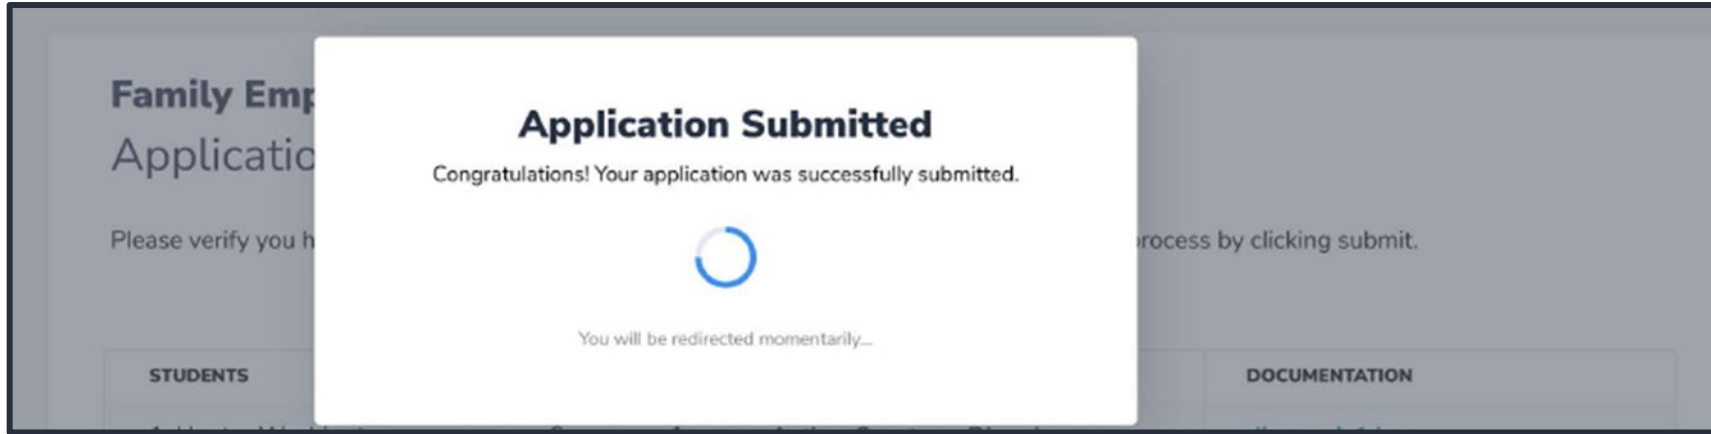 Family Emp
Application Submitted
Applicatio
Congratulations! Your application was successfully submitted.
Please verify you h
rocess by clicking submit.
You will be redirected momentarily...
STUDENTS
DOCUMENTATION